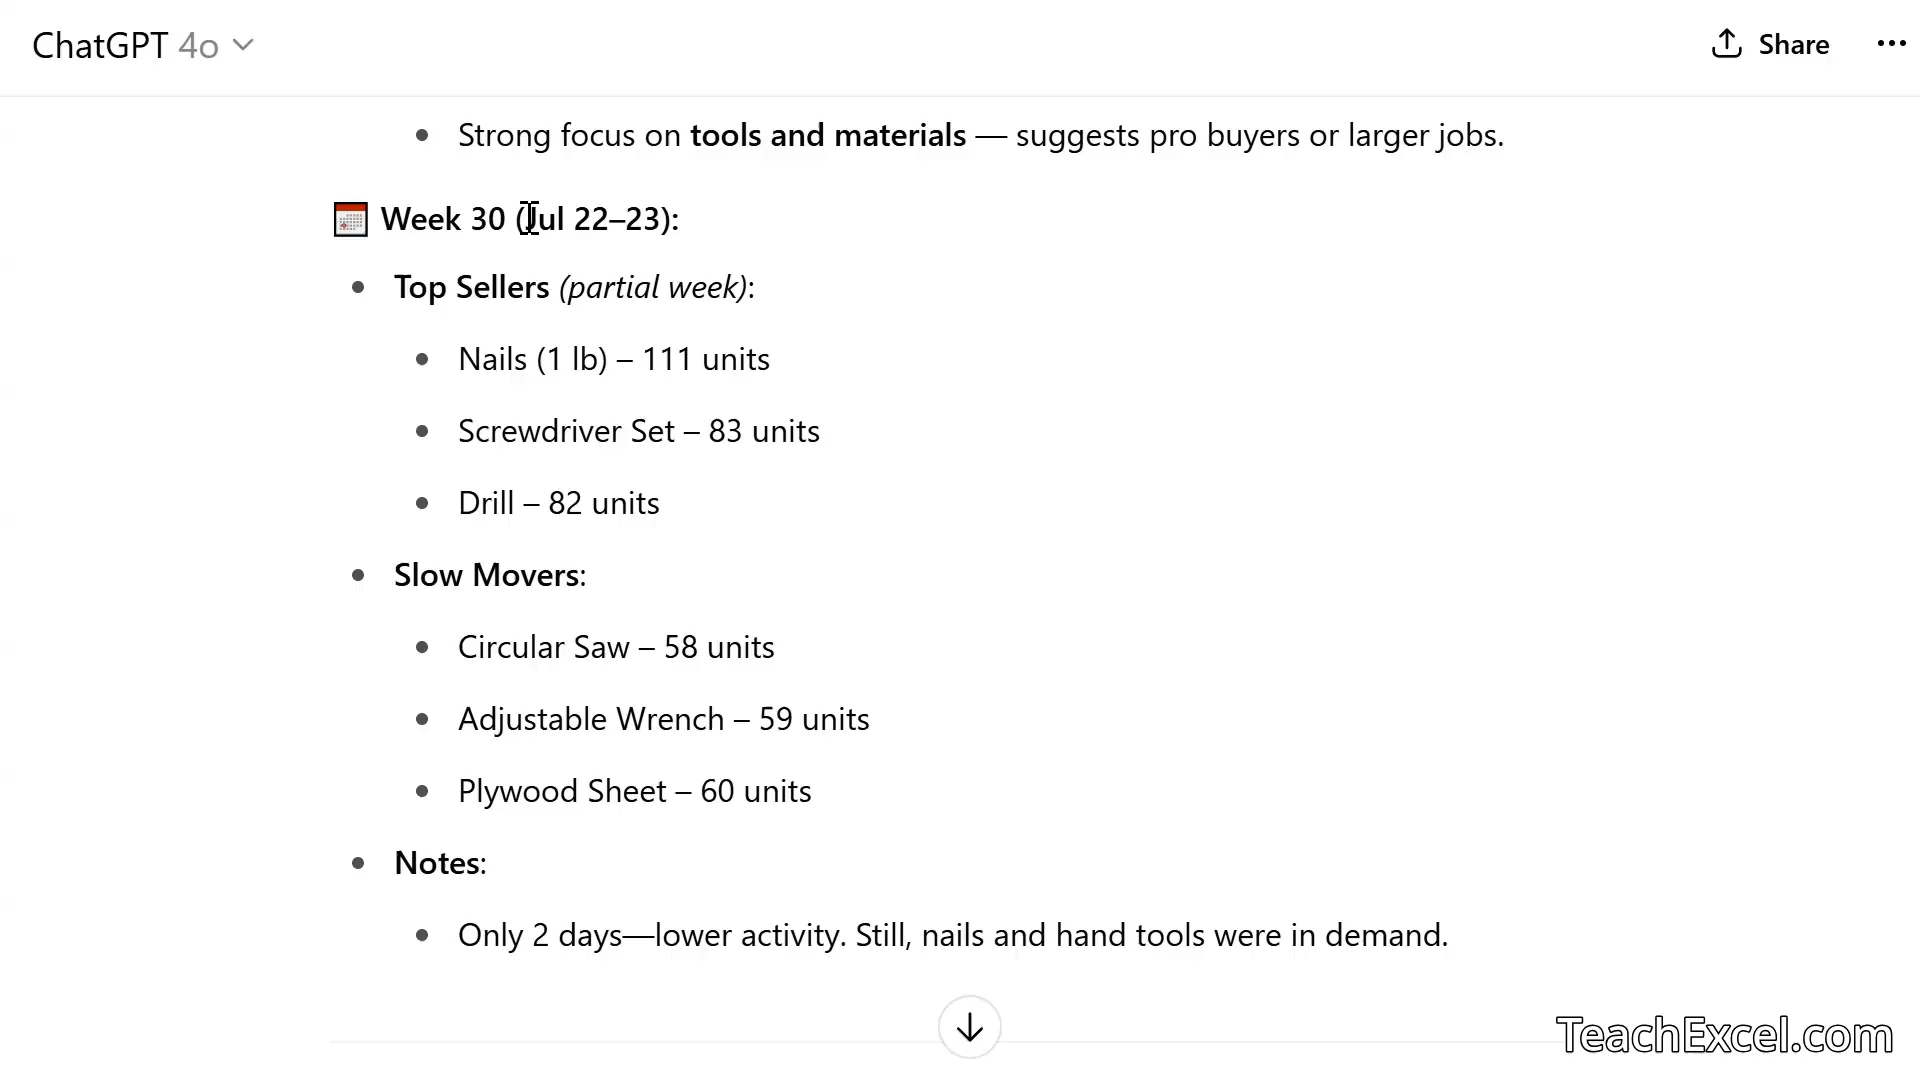 ChatGPT 4o
Share
Strong focus on tools and materials — suggests pro buyers or larger jobs.
Week 30 (Jul 22–23):
Top Sellers (partial week):
Nails (1 lb) – 111 units
Screwdriver Set – 83 units
Drill – 82 units
Slow Movers:
Circular Saw – 58 units
Adjustable Wrench – 59 units
Plywood Sheet – 60 units
Notes:
Only 2 days—lower activity. Still, nails and hand tools were in demand.
TeachExcel.com